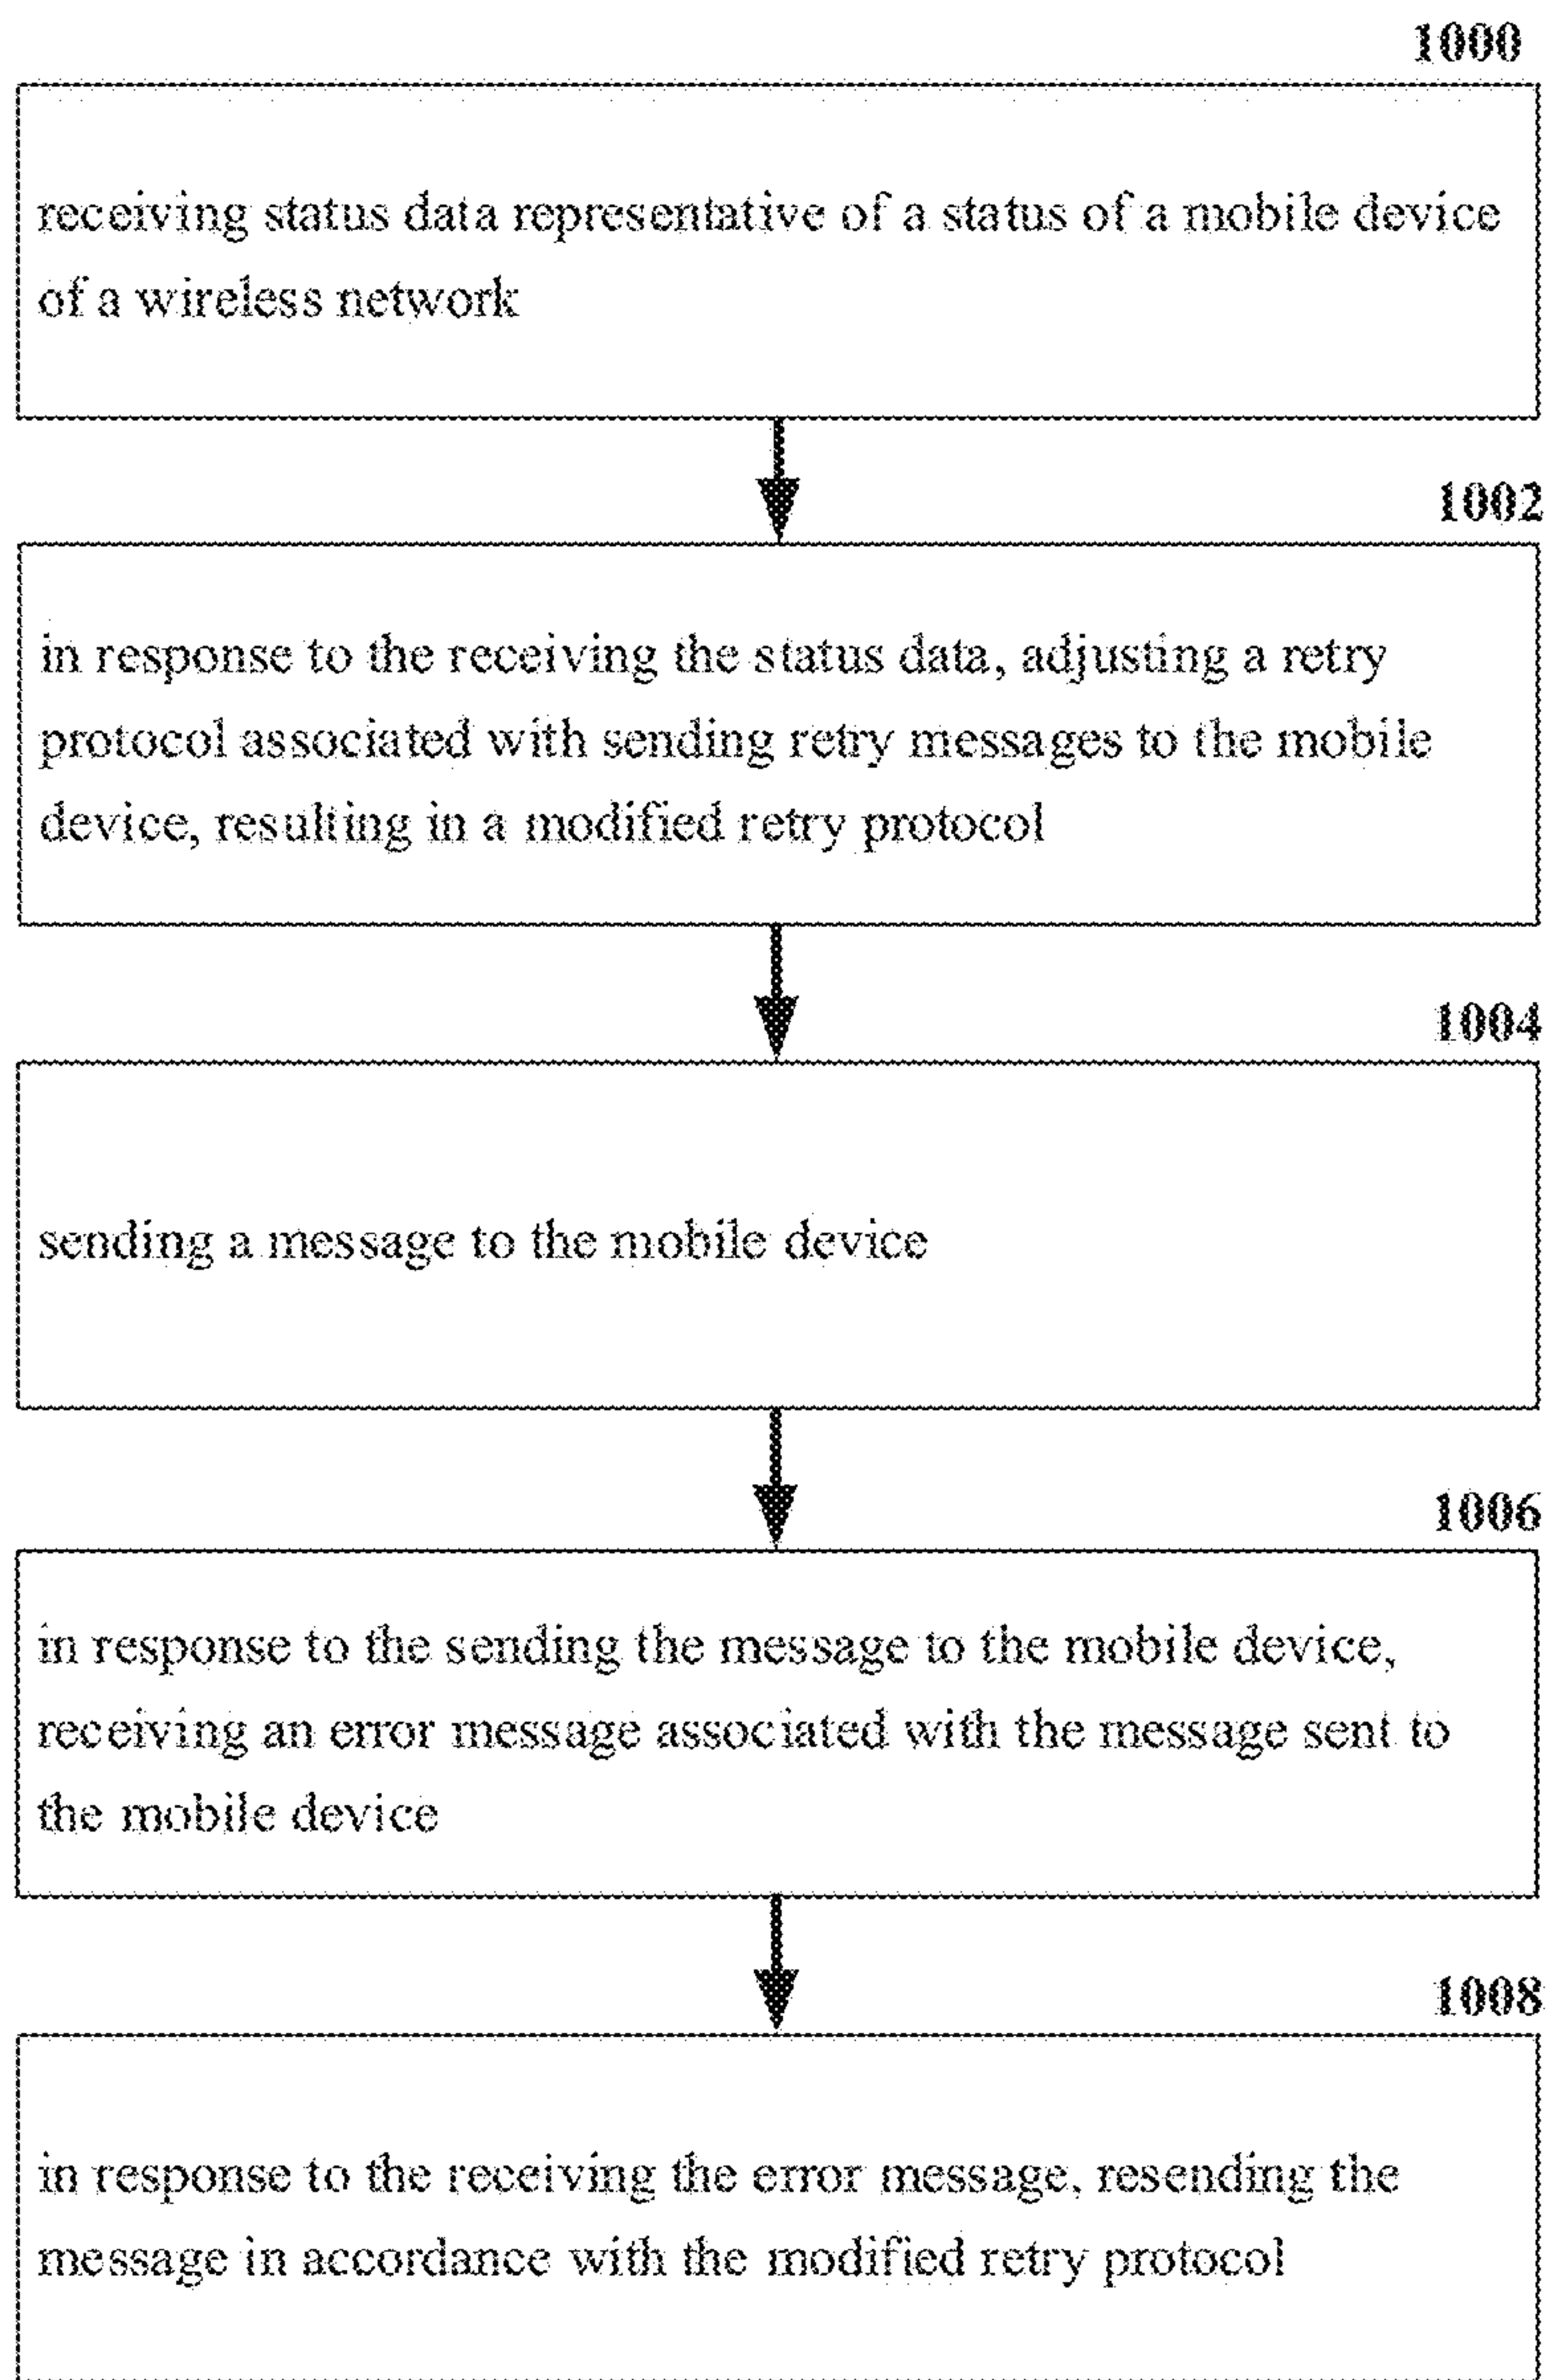 1000
receiving status data representative of a status of a mobile device
of a wireless network
1002
in response to the receiving the status data, adjusting a retry
protocol associated with sending retry messages to the mobile
device, resulting in a modified retry protocol
1004
sending a message to the mobile device
1006
in response to the sending the message to the mobile device,
receiving an error message associated with the message sent to
the mobile device
1008
in response to the receiving the error message, resending the
message in accordance with the modified retry protocol